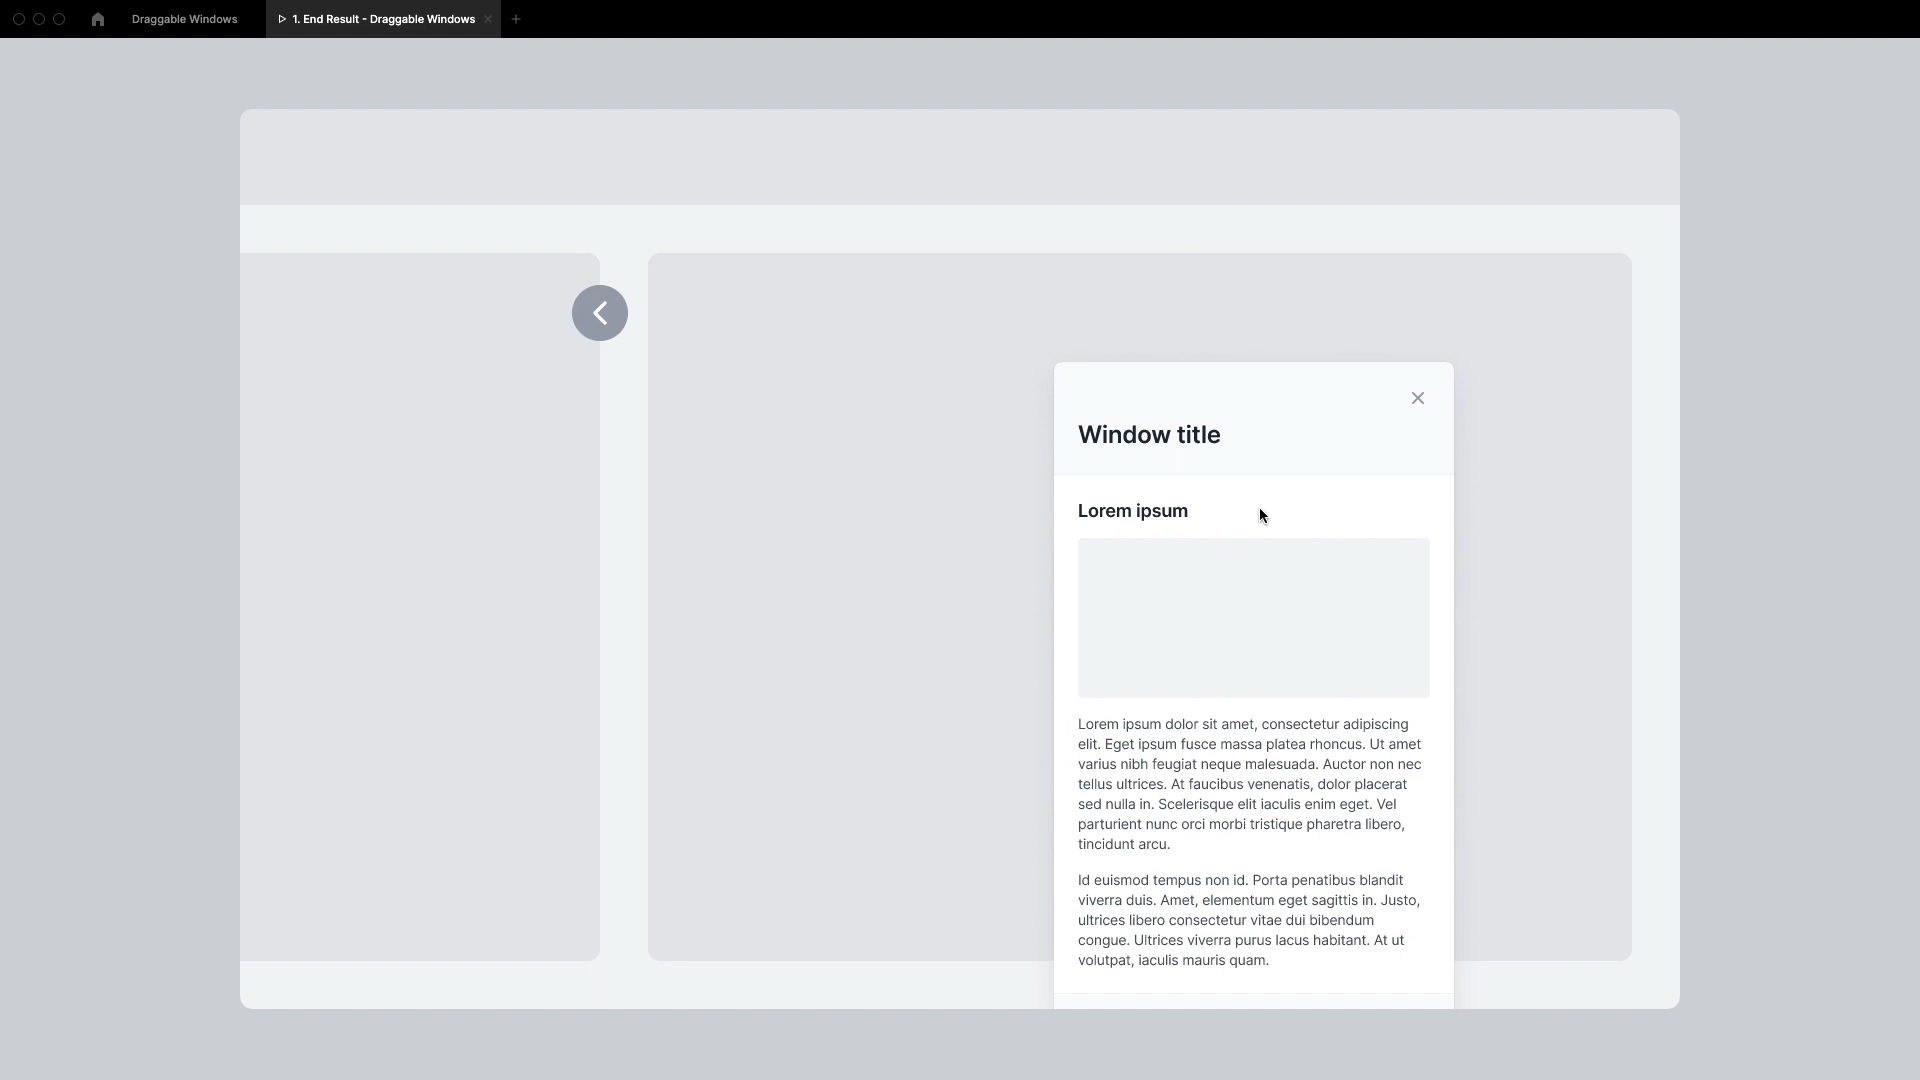 Draggable Windows
1. End Result - Draggable Windows
Window title
Lorem ipsum
Lorem ipsum dolor sit amet, consectetur adipiscing
elit. Eget ipsum fusce massa platea rhoncus. Ut amet
varius nibh feugiat neque malesuada. Auctor non nec
tellus ultrices. At faucibus venenatis, dolor placerat
sed nulla in. Scelerisque elit iaculis enim eget. Vel
parturient nunc orci morbi tristique pharetra libero,
tincidunt arcu.
Id euismod tempus non id. Porta penatibus blandit
viverra duis. Amet, elementum eget sagittis in. Justo,
ultrices libero consectetur vitae dui bibendum
congue. Ultrices viverra purus lacus habitant. At ut
volutpat, iaculis mauris quam.